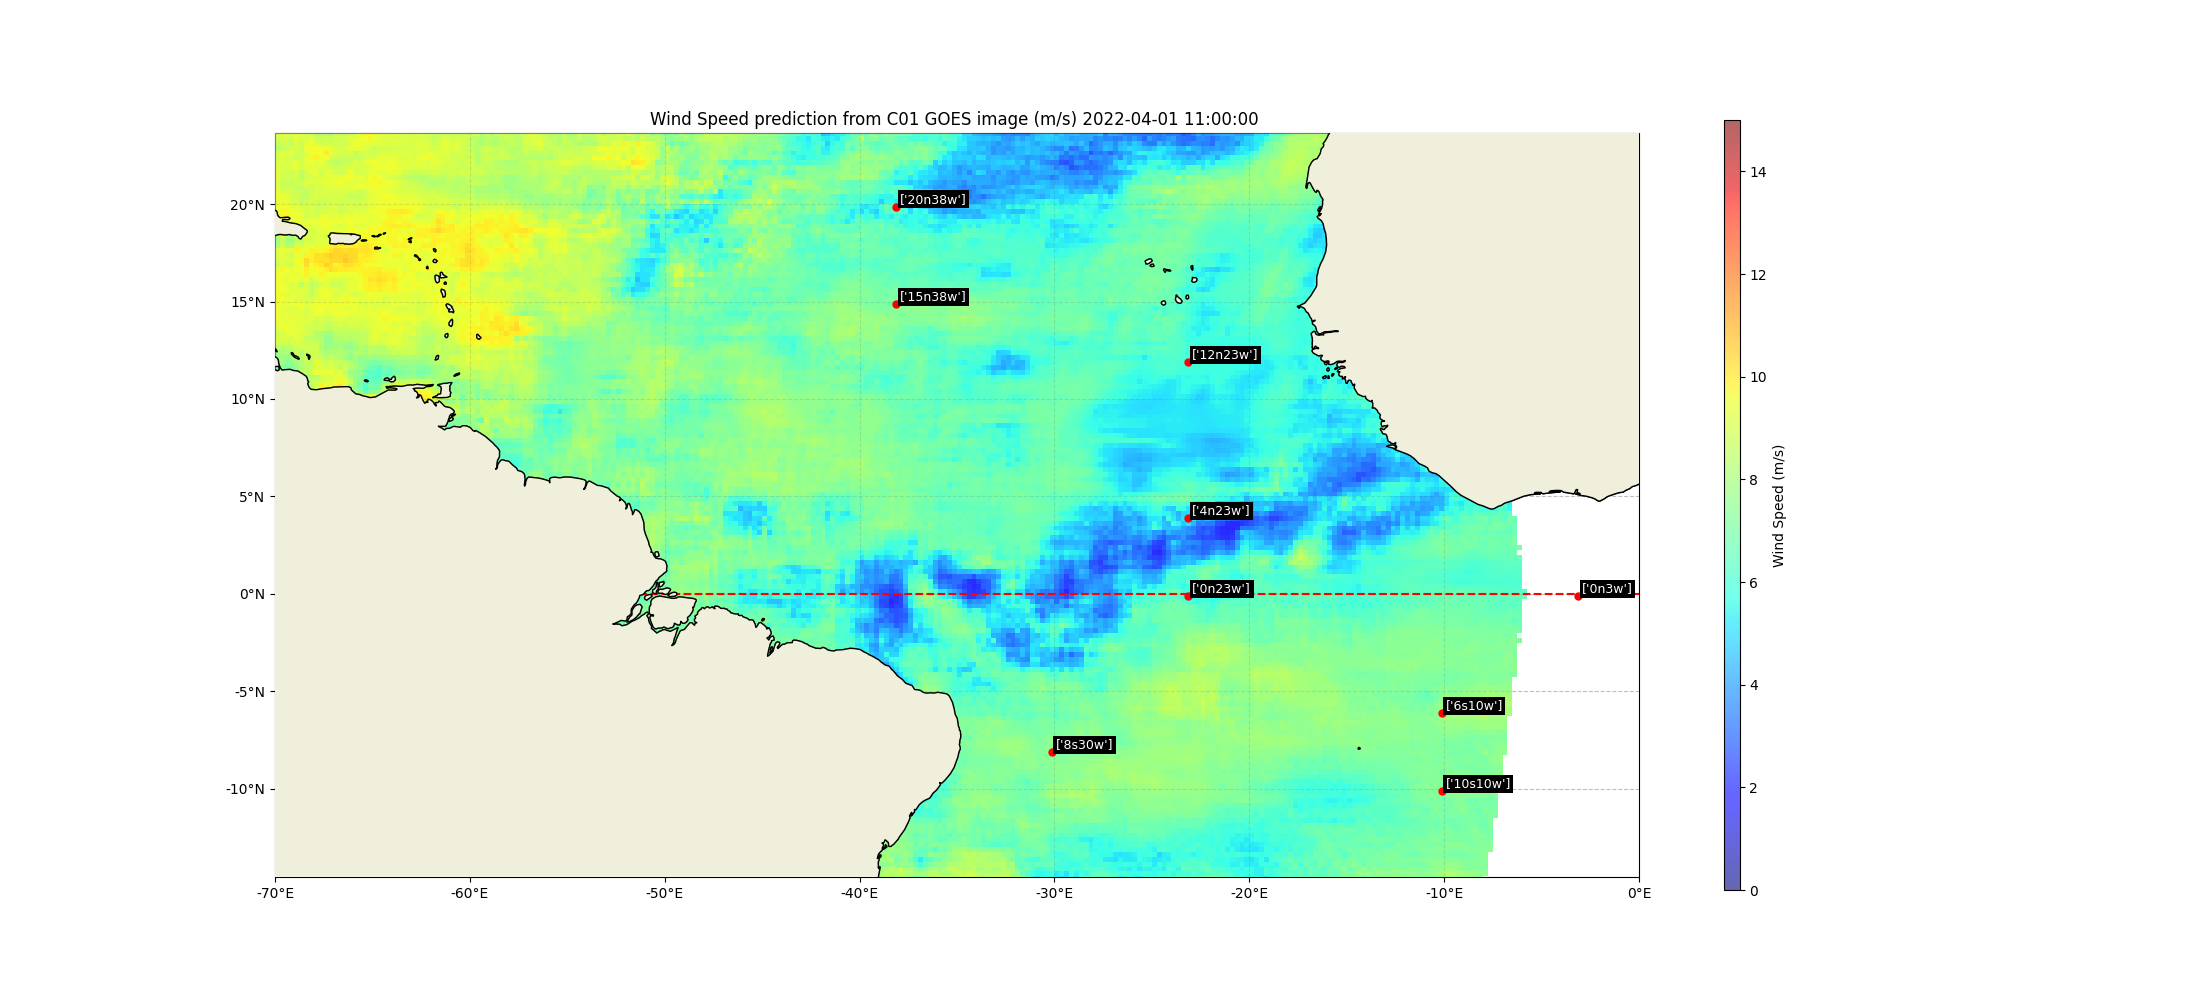 Wind Speed prediction from C01 GOES image (m/s) 2022-04-01 11:00:00
14
20°N
['20n38w']
12
15°N
['15n38w']
['12n23w']
10
10°N
Wind Speed (m/s)
8
5°N
['4n23w']
0°N
['0n23w']
['0n3w']
6
-5°N
['6s10w']
4
['8s30w']
-10°N
['10s10w']
2
-70°E
-60°E
-50°E
-40°E
-30°E
-20°E
-10°E
0°E
0